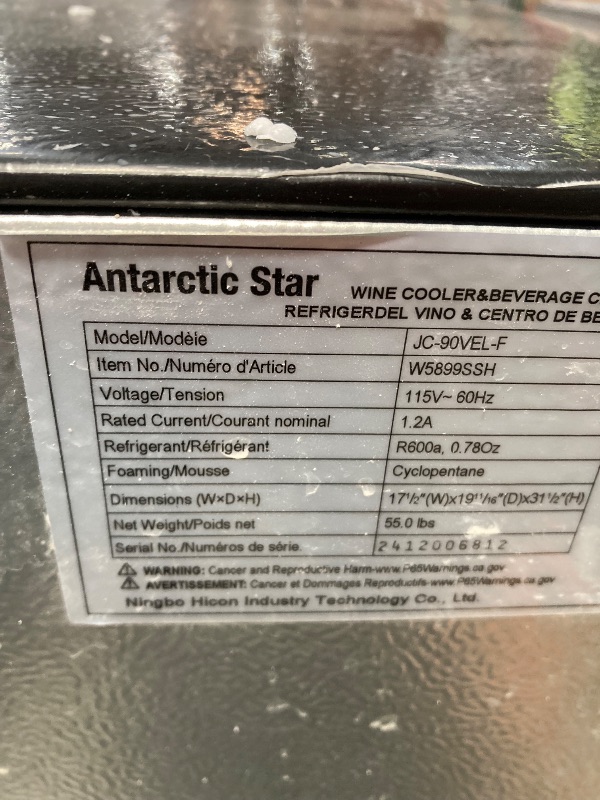 Antarctic Star
WINE COOLER&BEVERAGE C
REFRIGERDEL VINO & CENTRO DE BE
Model/Modèie JC-90VEL-F
Item No./Numéro d'Article W5899SSH
Voltage/Tension 115V~ 60Hz
Rated Current/Courant nominal 1.2A
Refrigerant/Réfrigérant R600a, 0.78Oz
Foaming/Mousse Cyclopentane
Dimensions (W×D×H) 17¹/₂"(W)x19¹¹/₁₆"(D)x31¹/₂"(H)
Net Weight/Poids net 55.0 lbs
Serial No./Numéros de série. 2412006812
WARNING: Cancer and Reproductive Harm-www.P65Warnings.ca.gov
AVERTISSEMENT: Cancer et Dommages Reproductifs-www.P65Warnings.ca.gov
Ningbo Hicon Industry Technology Co., Ltd.